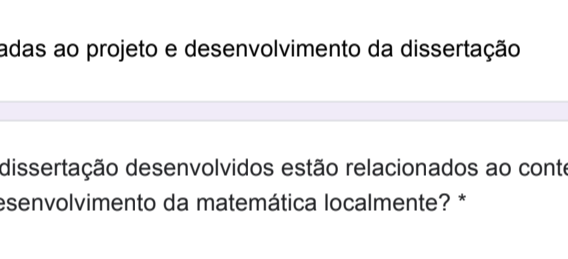 adas ao projeto e desenvolvimento da dissertação
dissertação desenvolvidos estão relacionados ao conte
esenvolvimento da matemática localmente? *